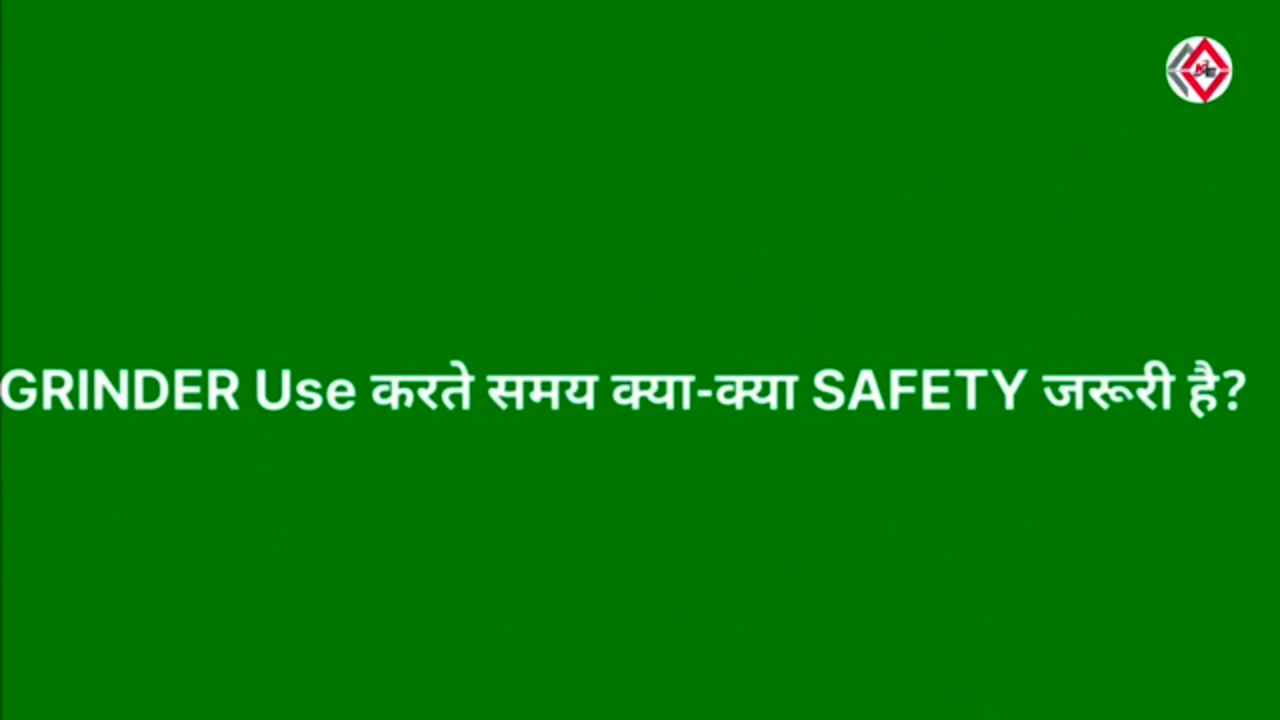 GRINDER Use करते समय क्या-क्या SAFETY जरूरी है?